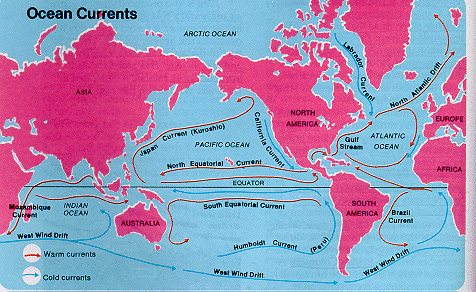 Ocean Currents
ARCTIC OCEAN
Labrador Current
North Atlantic Drift
ASIA
NORTH
AMERICA
EUROPE
Japan Current (Kuroshio)
PACIFIC OCEAN
California Current
Gulf
Stream
ATLANTIC
OCEAN
North Equatorial Current
AFRICA
EQUATOR
Mozambique
Current
INDIAN
OCEAN
South Equatorial Current
SOUTH
AMERICA
Brazil
Current
AUSTRALIA
West Wind Drift
Humboldt Current (Peru)
Warm currents
Cold currents
West Wind Drift
West Wind Drift